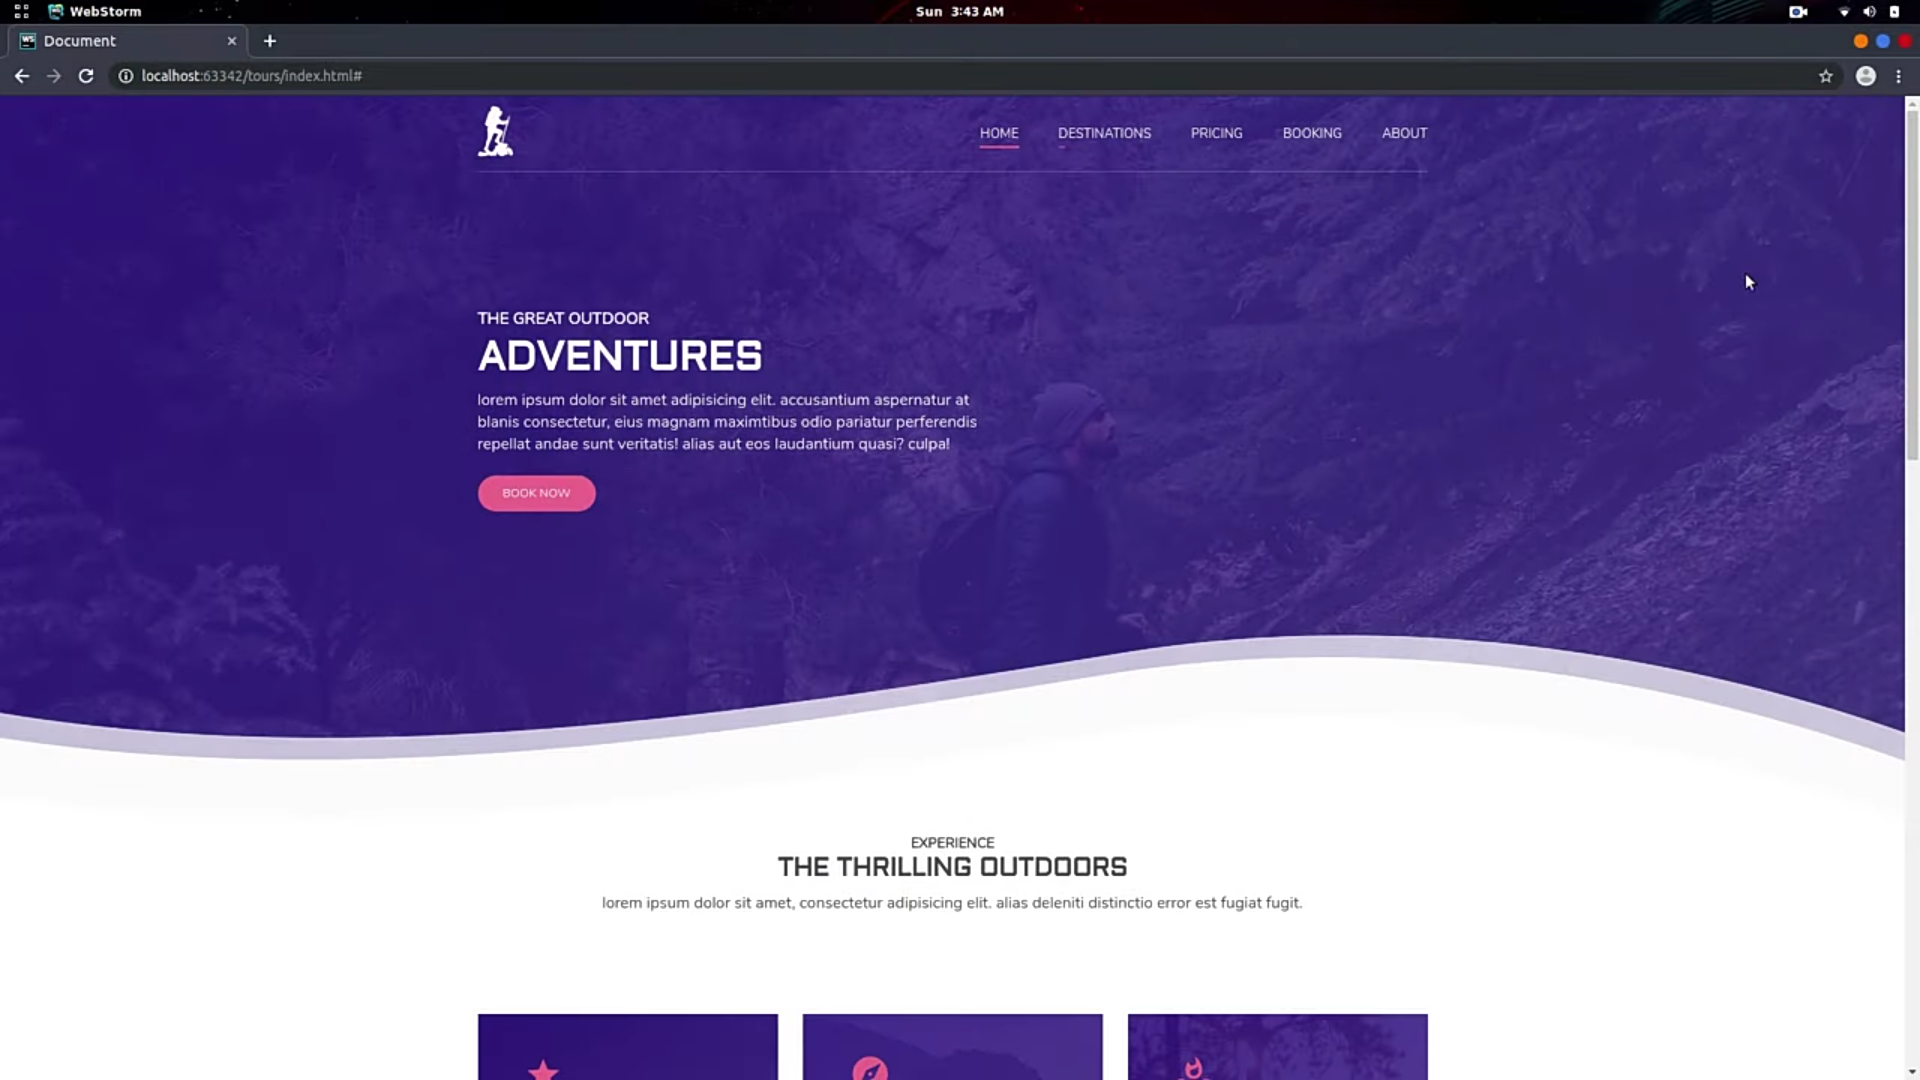 WebStorm
Sun 3:43 AM
WS Document
localhost:63342/tours/index.html#
HOME DESTINATIONS PRICING BOOKING ABOUT
THE GREAT OUTDOOR
ADVENTURES
lorem ipsum dolor sit amet adipisicing elit. accusantium aspernatur at
blanis consectetur, eius magnam maximtibus odio pariatur perferendis
repellat andae sunt veritatis! alias aut eos laudantium quasi? culpa!
BOOK NOW
EXPERIENCE
THE THRILLING OUTDOORS
lorem ipsum dolor sit amet, consectetur adipisicing elit. alias deleniti distinctio error est fugiat fugit.